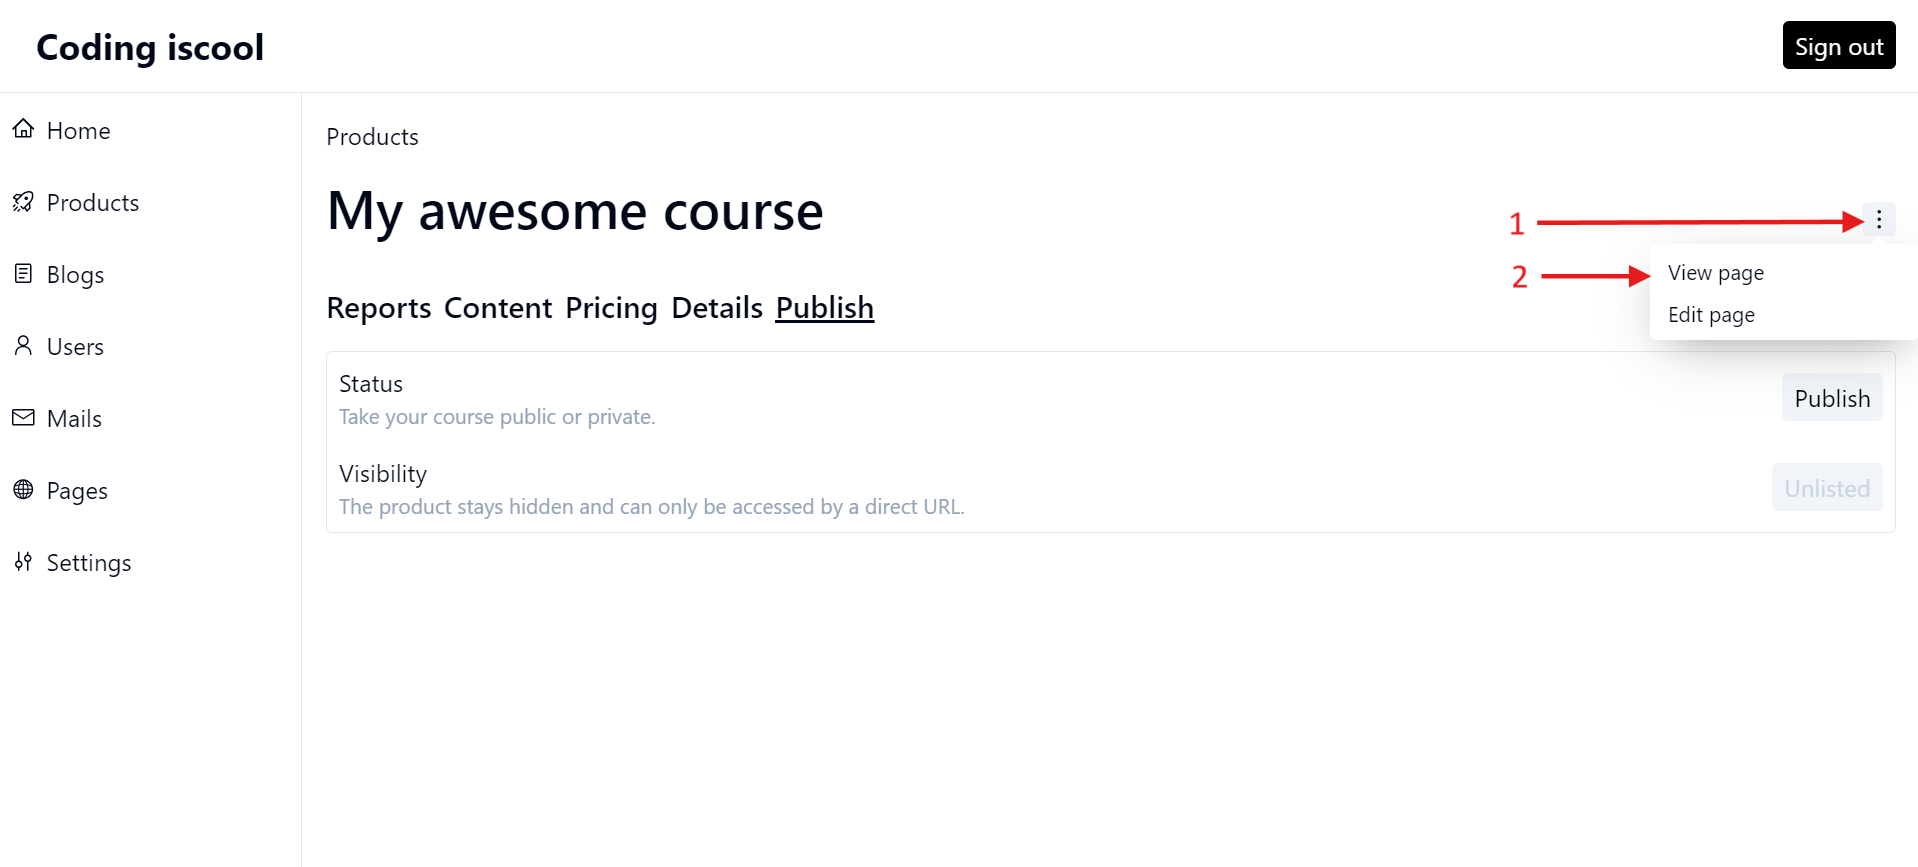 Coding iscool
Sign out
Home
Products
Blogs
Users
Mails
Pages
Settings
Products
My awesome course
1
2
View page
Edit page
Reports Content Pricing Details Publish
Status
Take your course public or private.
Publish
Visibility
The product stays hidden and can only be accessed by a direct URL.
Unlisted